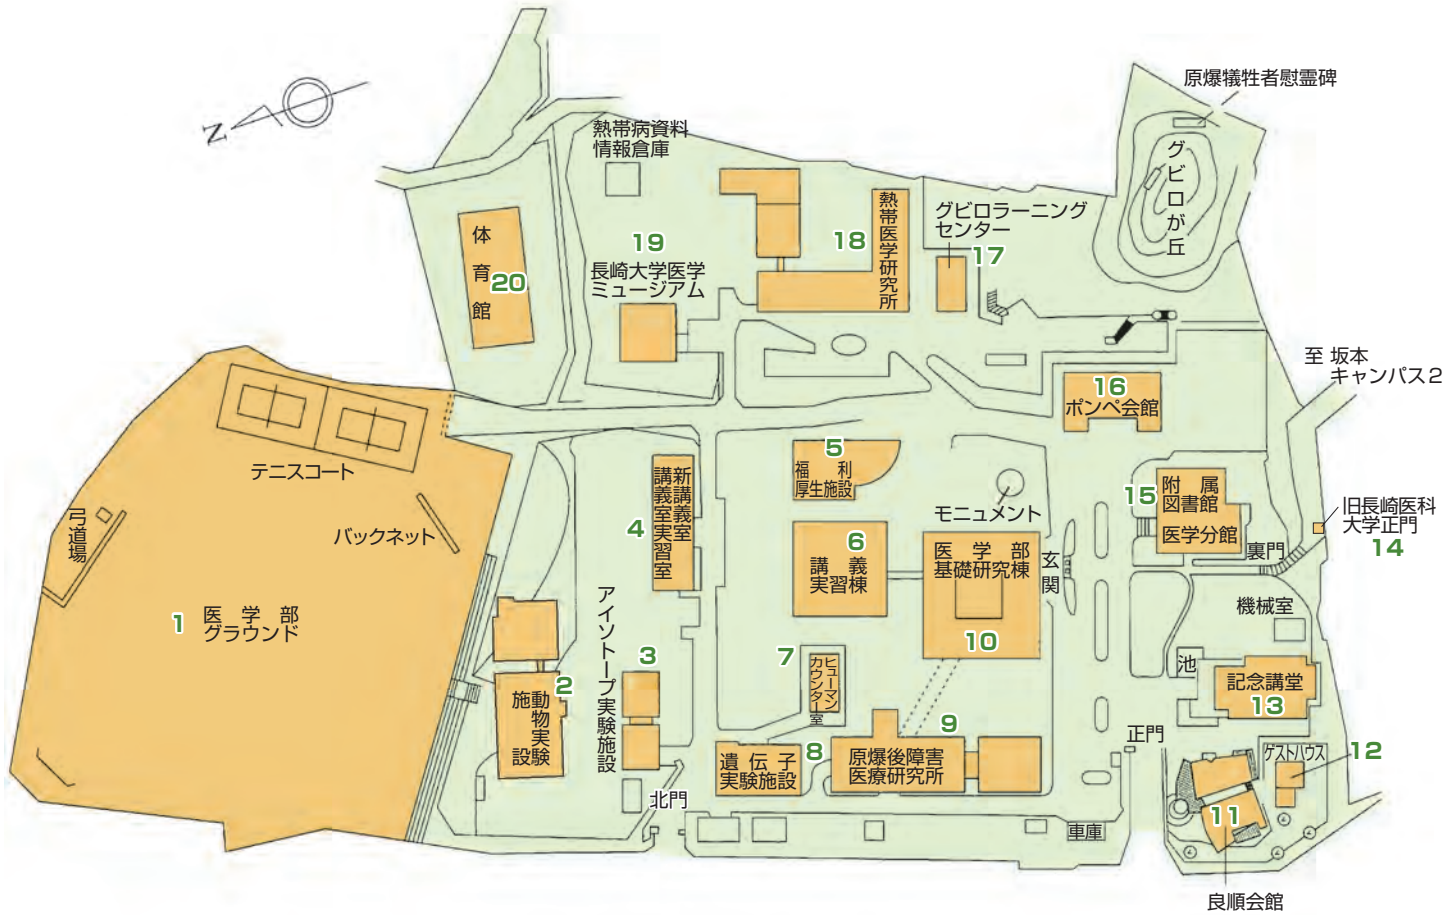 原爆犠牲者慰霊碑
グビロが丘
N
熱帯病資料
情報倉庫
19
長崎大学医学
ミュージアム
18
熱帯医学研究所
グビロラーニング
センター
17
体育館
20
至 坂本
キャンパス2
16
ポンペ会館
テニスコート
弓道場
バックネット
1
医学部
グラウンド
5
福利
厚生施設
4
新講義室
講義室実習室
6
講義
実習棟
モニュメント
医学部
基礎研究棟
10
玄関
15
附属
図書館
医学分館
裏門
旧長崎医科
大学正門
14
機械室
池
記念講堂
13
2
動物実験
施設
アイソトープ実験施設
3
7
ヒューマン
カウンター室
8
遺伝子
実験施設
9
原爆後障害
医療研究所
正門
ゲストハウス
12
11
良順会館
北門
車庫